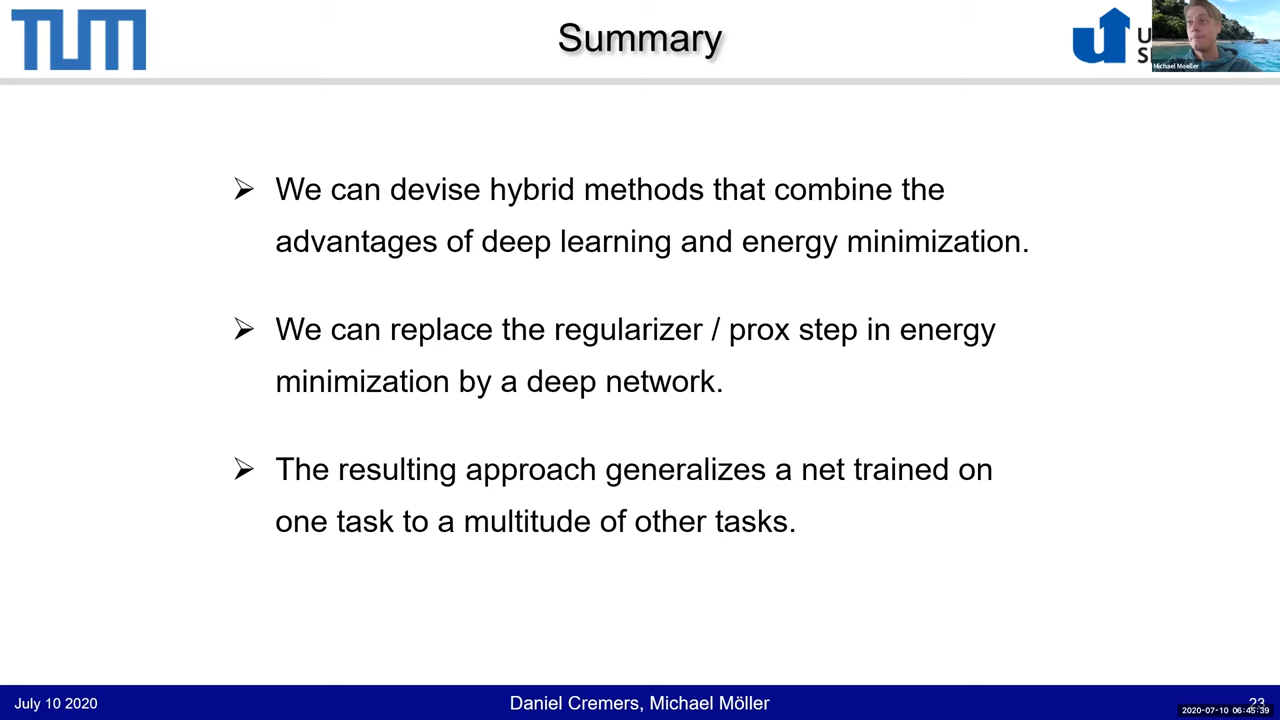 TUM
Summary
U
S
Michael Moeller
We can devise hybrid methods that combine the
advantages of deep learning and energy minimization.
We can replace the regularizer / prox step in energy
minimization by a deep network.
The resulting approach generalizes a net trained on
one task to a multitude of other tasks.
July 10 2020
Daniel Cremers, Michael Möller
23
2020-07-10 06:45:39